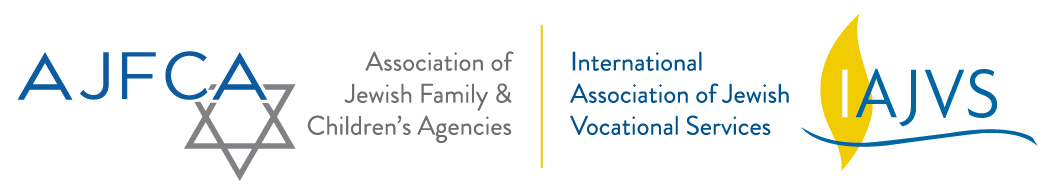 AJFCA
Association of
Jewish Family &
Children's Agencies
International
Association of Jewish
Vocational Services
IAJVS